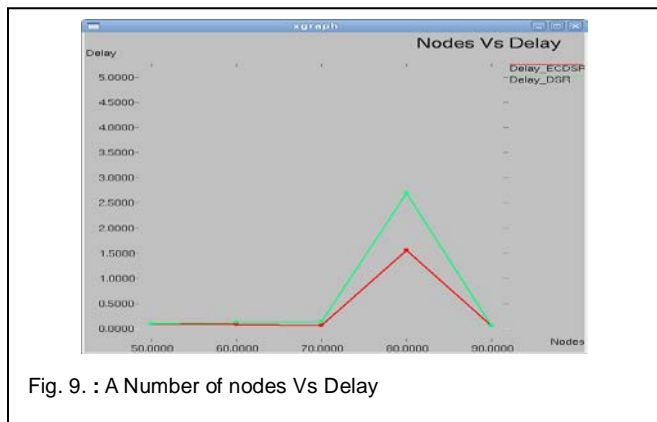 xgraph
Nodes Vs Delay
Delay
Delay_ECDSR
Delay_DSR
5.0000
4.5000
4.0000
3.5000
3.0000
2.5000
2.0000
1.5000
1.0000
0.5000
0.0000
50.0000 60.0000 70.0000 80.0000 90.0000 Nodes
Fig. 9. : A Number of nodes Vs Delay